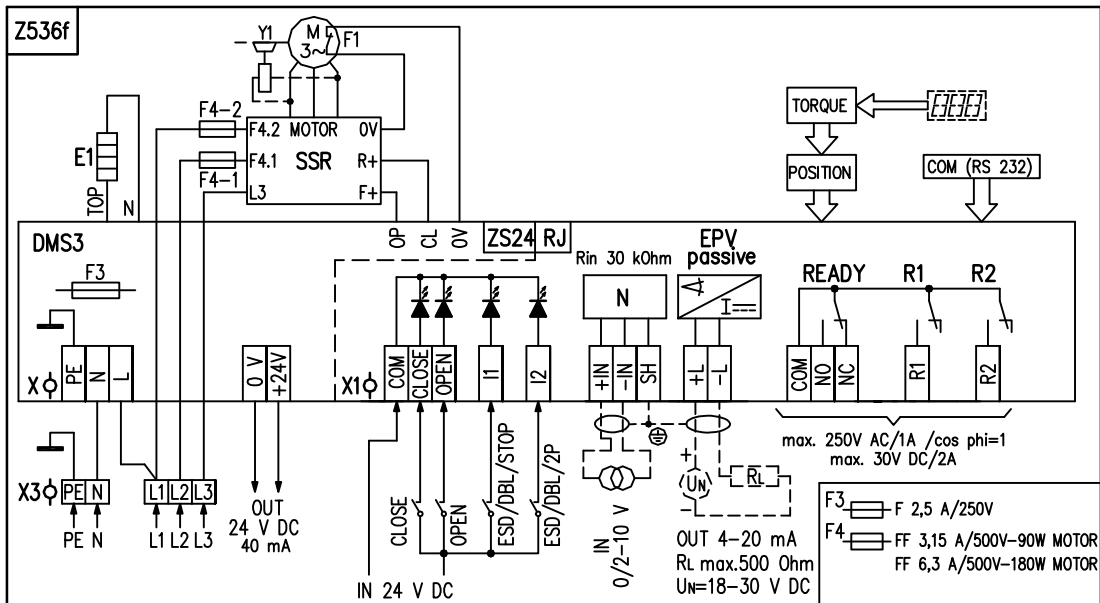 Z536f
Y1
M
3~
F1
F4-2
F4.2 MOTOR 0V
E1
F4.1 SSR R+
F4-1
L3 F+
TOP
N
TORQUE
POSITION
COM (RS 232)
DMS3
OP
CL
0V
ZS24 RJ
EPV
passive
Rin 30 kOhm
F3
N
I
READY R1 R2
X
PE
N
L
0 V
+24V
X1
COM
CLOSE
OPEN
I1
I2
+IN
-IN
SH
+L
-L
COM
NO
NC
R1
R2
max. 250V AC/1A /cos phi=1
max. 30V DC/2A
X3
PE N
L1 L2 L3
PE N
L1 L2 L3
OUT
24 V DC
40 mA
CLOSE
OPEN
ESD/DBL/STOP
ESD/DBL/2P
IN 24 V DC
IN
0/2-10 V
+
UN
-
RL
OUT 4-20 mA
RL max.500 Ohm
UN=18-30 V DC
F3 F 2,5 A/250V
F4 FF 3,15 A/500V-90W MOTOR
FF 6,3 A/500V-180W MOTOR